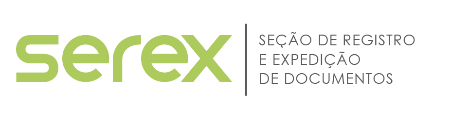 serex
SEÇÃO DE REGISTRO
E EXPEDIÇÃO
DE DOCUMENTOS